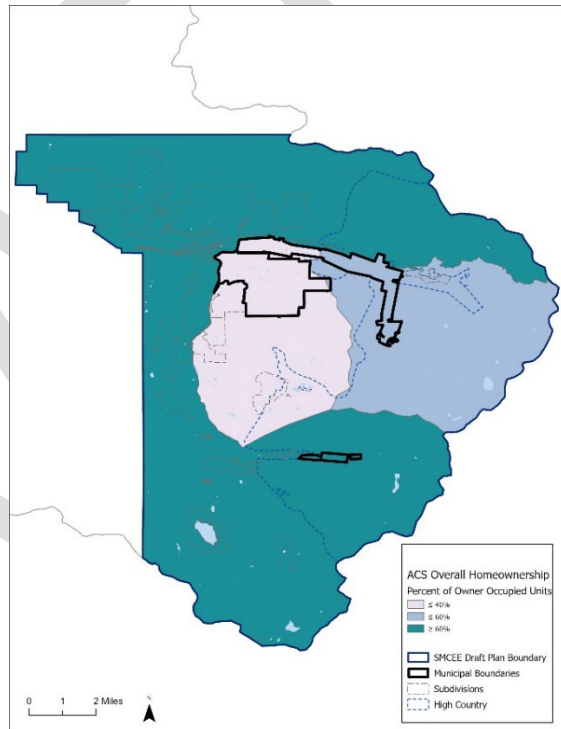 ACS Overall Homeownership
Percent of Owner Occupied Units
≤ 40%
≤ 60%
≥ 60%
SMCEE Draft Plan Boundary
Municipal Boundaries
Subdivisions
High Country
0 1 2 Miles
N